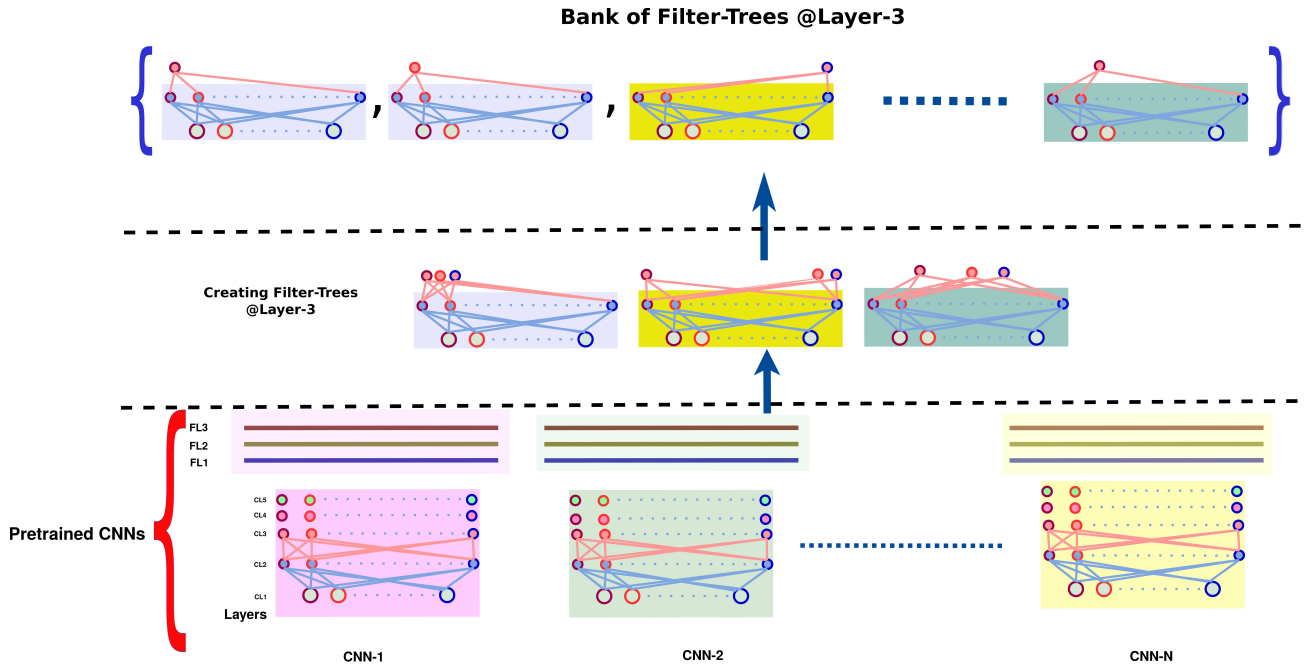 Bank of Filter-Trees @Layer-3
{ , , }
Creating Filter-Trees
@Layer-3
FL3
FL2
FL1
CL5
CL4
CL3
Pretrained CNNs {
CL2
CL1
Layers
CNN-1
CNN-2
CNN-N